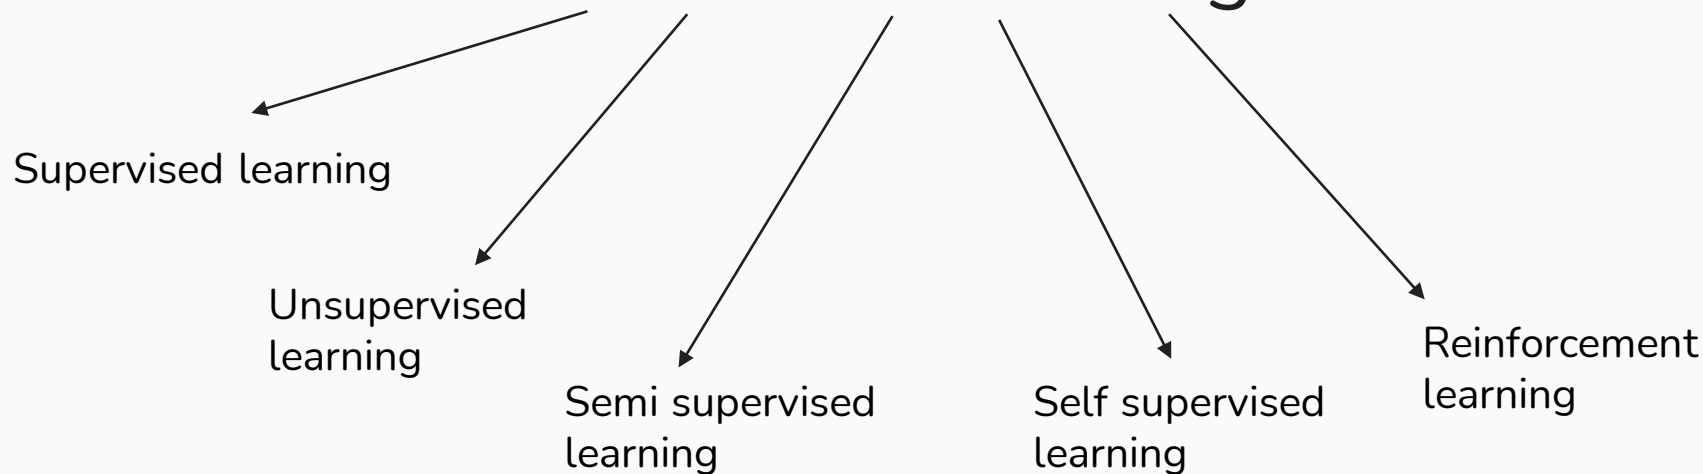 Supervised learning
Unsupervised
learning
Semi supervised
learning
Self supervised
learning
Reinforcement
learning